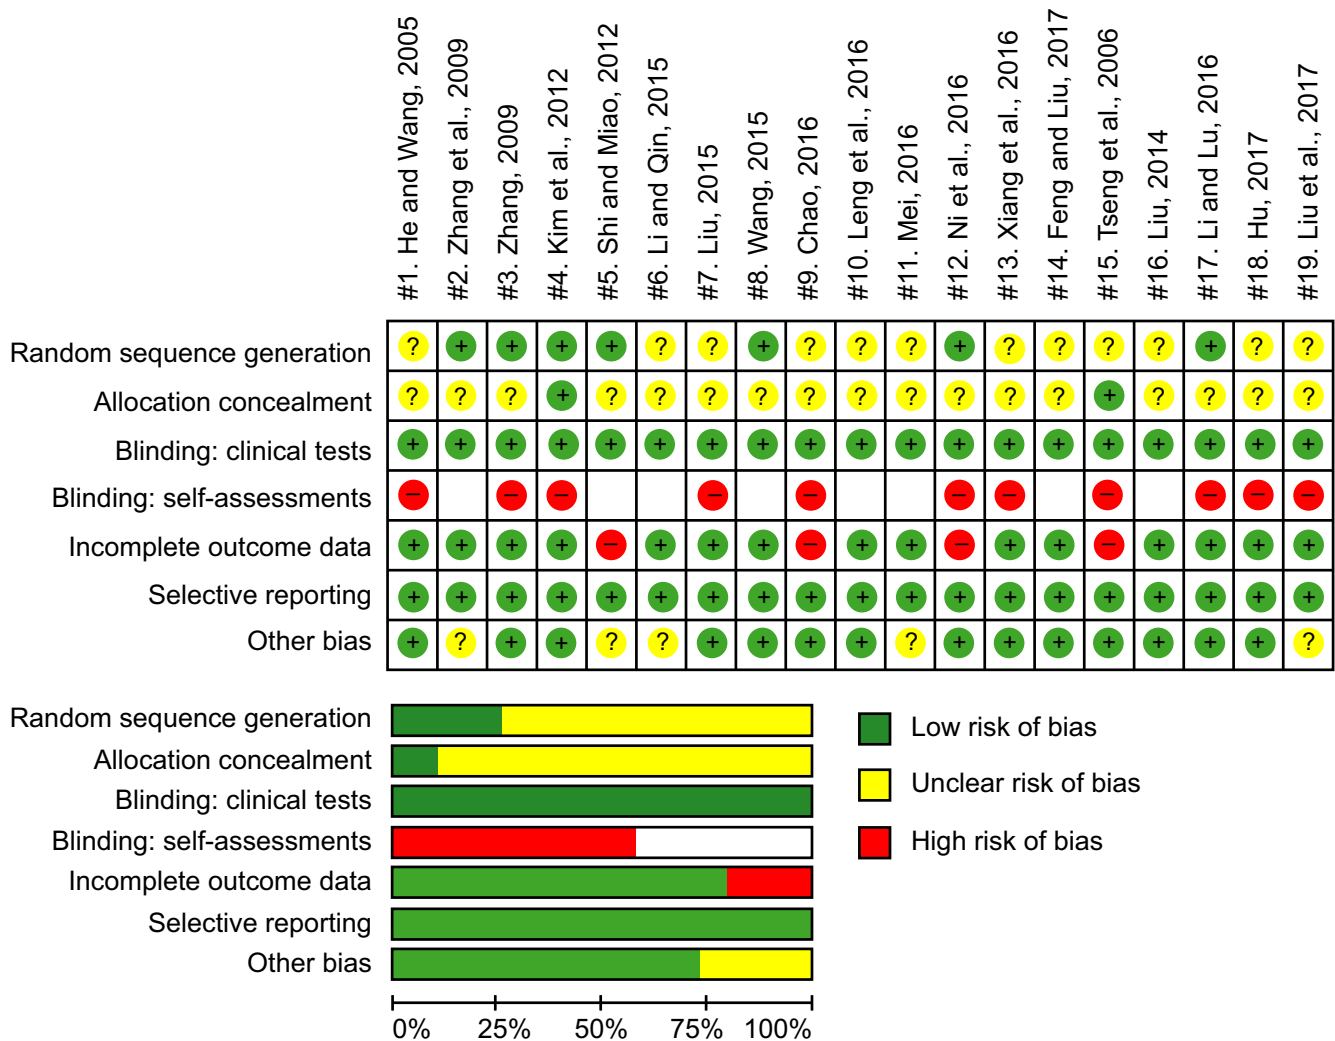 #1. He and Wang, 2005
#2. Zhang et al., 2009
#3. Zhang, 2009
#4. Kim et al., 2012
#5. Shi and Miao, 2012
#6. Li and Qin, 2015
#7. Liu, 2015
#8. Wang, 2015
#9. Chao, 2016
#10. Leng et al., 2016
#11. Mei, 2016
#12. Ni et al., 2016
#13. Xiang et al., 2016
#14. Feng and Liu, 2017
#15. Tseng et al., 2006
#16. Liu, 2014
#17. Li and Lu, 2016
#18. Hu, 2017
#19. Liu et al., 2017
Random sequence generation ? + + + + ? ? + ? ? ? + ? ? ? ? + ? ?
Allocation concealment ? ? ? + ? ? ? ? ? ? ? ? ? ? + ? ? ? ?
Blinding: clinical tests + + + + + + + + + + + + + + + + + + +
Blinding: self-assessments − − − − − − − − − − −
Incomplete outcome data + + + + − + + + − + + − + + − + + + +
Selective reporting + + + + + + + + + + + + + + + + + + +
Other bias + ? + + ? ? + + + + ? + + + + + + + ?
Random sequence generation
Allocation concealment
Blinding: clinical tests
Blinding: self-assessments
Incomplete outcome data
Selective reporting
Other bias
Low risk of bias
Unclear risk of bias
High risk of bias
0% 25% 50% 75% 100%